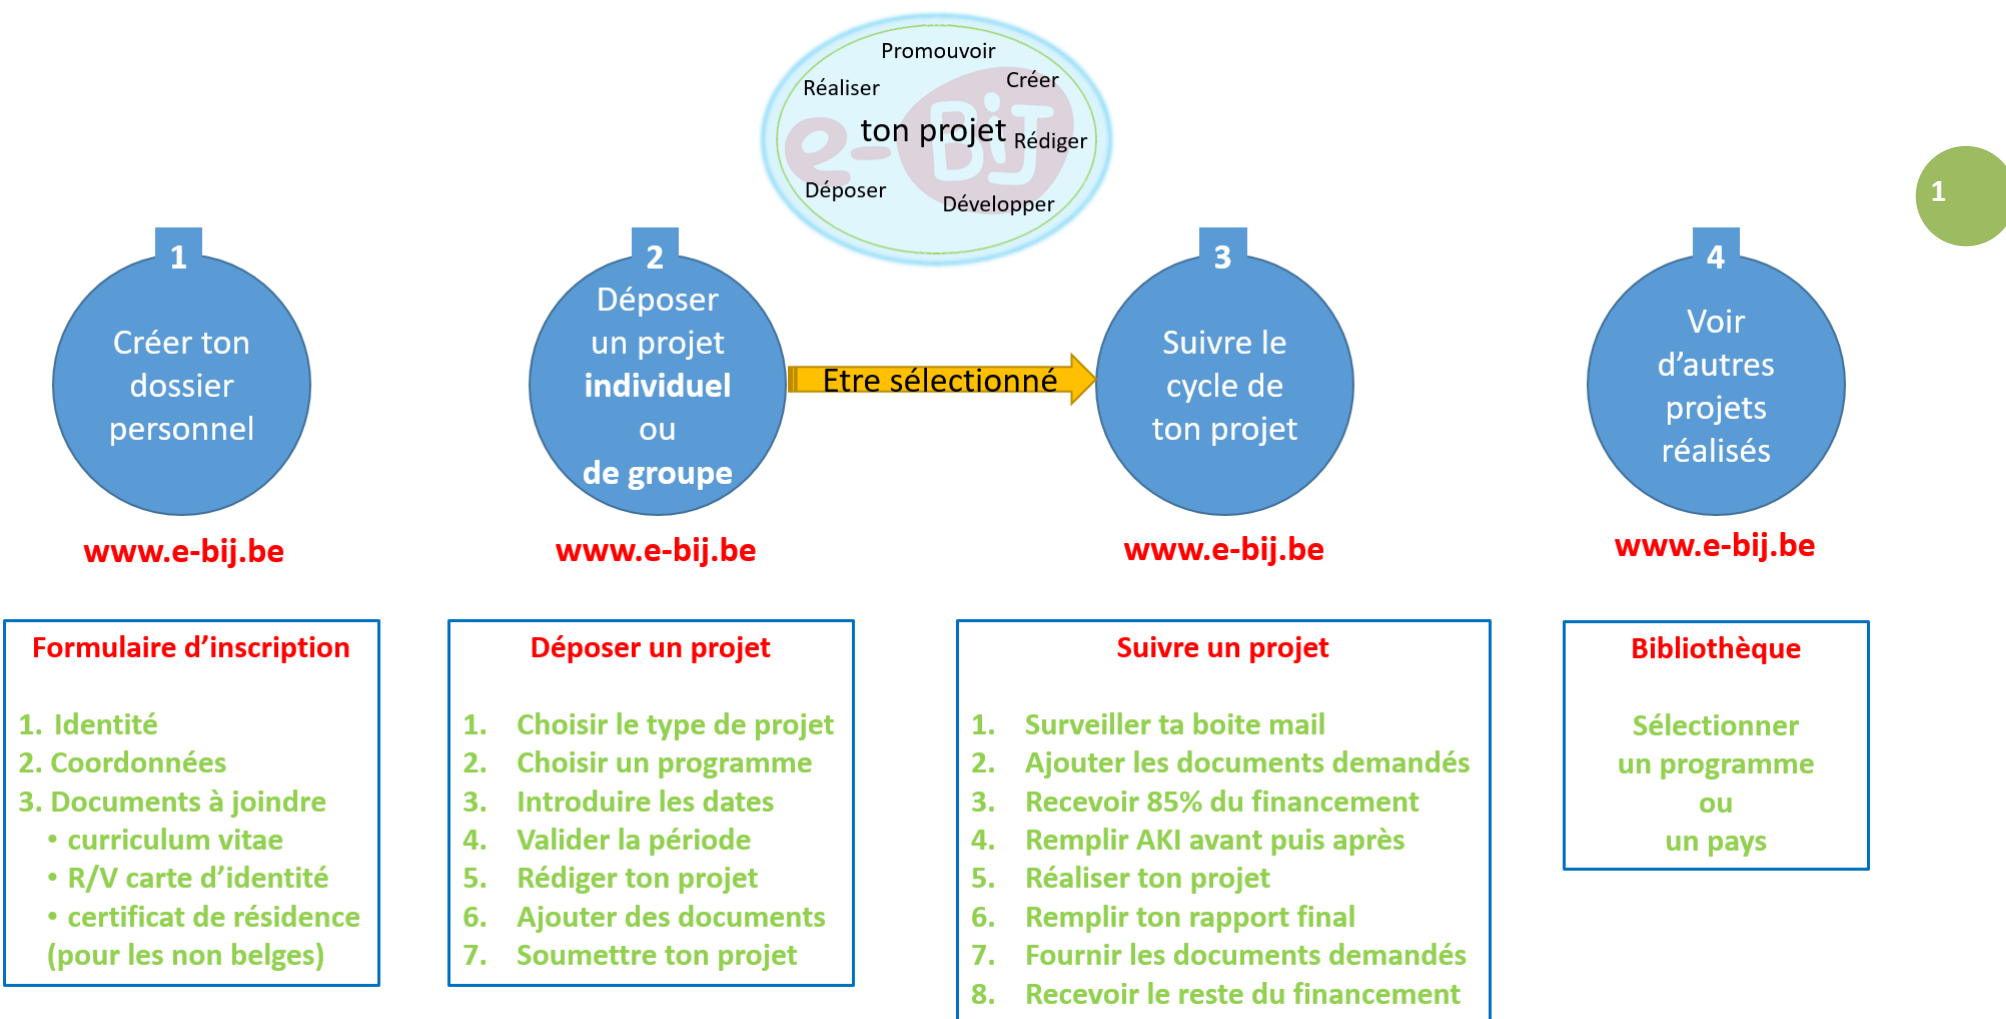 Promouvoir
Réaliser
Créer
ton projet
Rédiger
Déposer
Développer
e-BiJ
1
1
Créer ton
dossier
personnel
www.e-bij.be
2
Déposer
un projet
individuel
ou
de groupe
www.e-bij.be
Etre sélectionné
3
Suivre le
cycle de
ton projet
www.e-bij.be
4
Voir
d’autres
projets
réalisés
www.e-bij.be
Formulaire d’inscription
1. Identité
2. Coordonnées
3. Documents à joindre
• curriculum vitae
• R/V carte d’identité
• certificat de résidence
(pour les non belges)
Déposer un projet
1. Choisir le type de projet
2. Choisir un programme
3. Introduire les dates
4. Valider la période
5. Rédiger ton projet
6. Ajouter des documents
7. Soumettre ton projet
Suivre un projet
1. Surveiller ta boite mail
2. Ajouter les documents demandés
3. Recevoir 85% du financement
4. Remplir AKI avant puis après
5. Réaliser ton projet
6. Remplir ton rapport final
7. Fournir les documents demandés
8. Recevoir le reste du financement
Bibliothèque
Sélectionner
un programme
ou
un pays